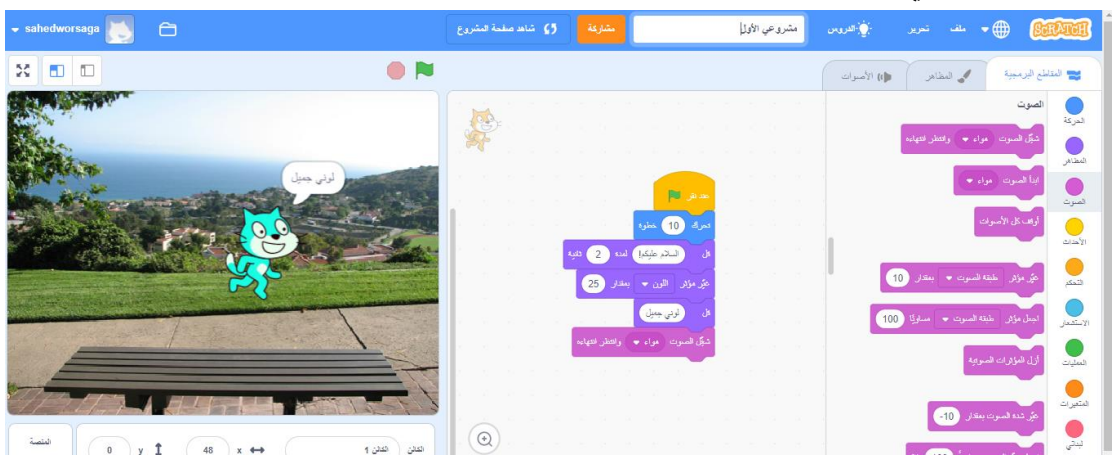 SCRATCH
ملف
تحرير
الدروس
مشروعي الأول
مشاركة
شاهد صفحة المشروع
sahedworsaga
المقاطع البرمجية
المظاهر
الأصوات
الصوت
الحركة
المظاهر
الصوت
الأحداث
التحكم
الاستشعار
العمليات
المتغيرات
لبناتي
شغّل الصوت مواء وانتظر انتهاءه
ابدأ الصوت مواء
أوقف كل الأصوات
غيّر مؤثر طبقة الصوت بمقدار 10
اجعل مؤثر طبقة الصوت مساويًا 100
أزل المؤثرات الصوتية
غيّر شدة الصوت بمقدار 10-
عند نقر
تحرك 10 خطوة
قل السلام عليكم! لمدة 2 ثانية
غيّر مؤثر اللون بمقدار 25
قل لوني جميل
شغّل الصوت مواء وانتظر انتهاءه
لوني جميل
الكائن
الكائن 1
x 48
y 0
المنصة